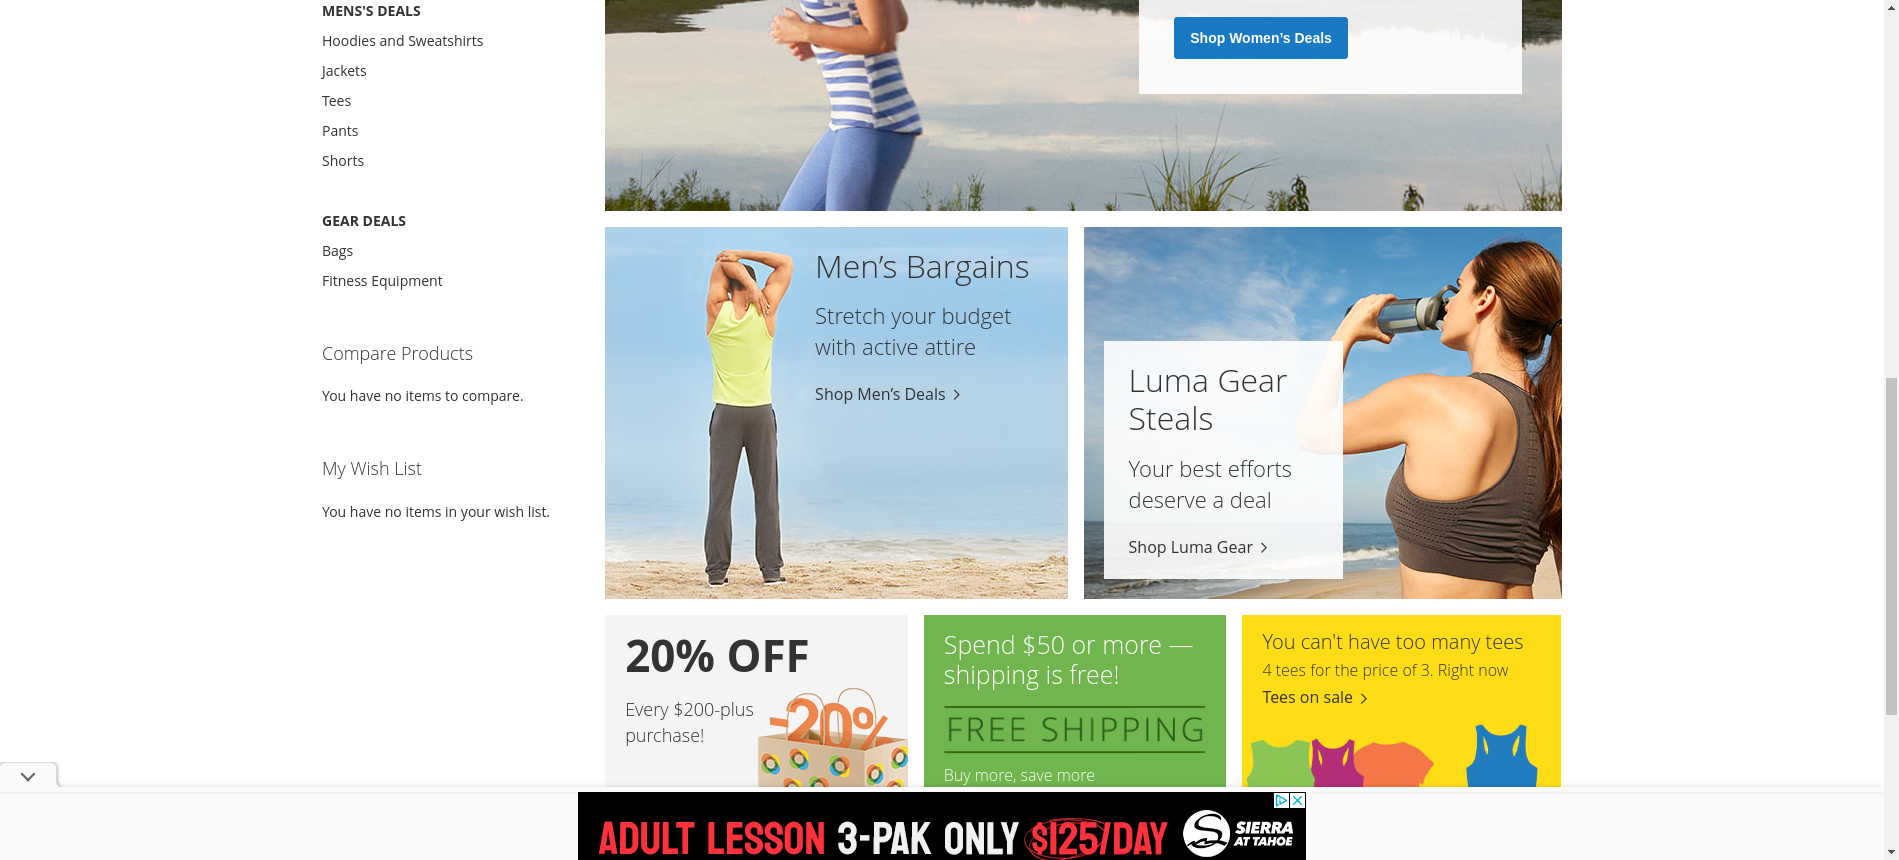 MENS'S DEALS
Hoodies and Sweatshirts
Jackets
Tees
Pants
Shorts
GEAR DEALS
Bags
Fitness Equipment
Compare Products
You have no items to compare.
My Wish List
You have no items in your wish list.
Shop Women’s Deals
Men’s Bargains
Stretch your budget
with active attire
Shop Men’s Deals
Luma Gear
Steals
Your best efforts
deserve a deal
Shop Luma Gear
20% OFF
Every $200-plus
purchase!
-20%
Spend $50 or more —
shipping is free!
FREE SHIPPING
Buy more, save more
You can't have too many tees
4 tees for the price of 3. Right now
Tees on sale
ADULT LESSON 3-PAK ONLY $125/DAY
SIERRA
AT TAHOE